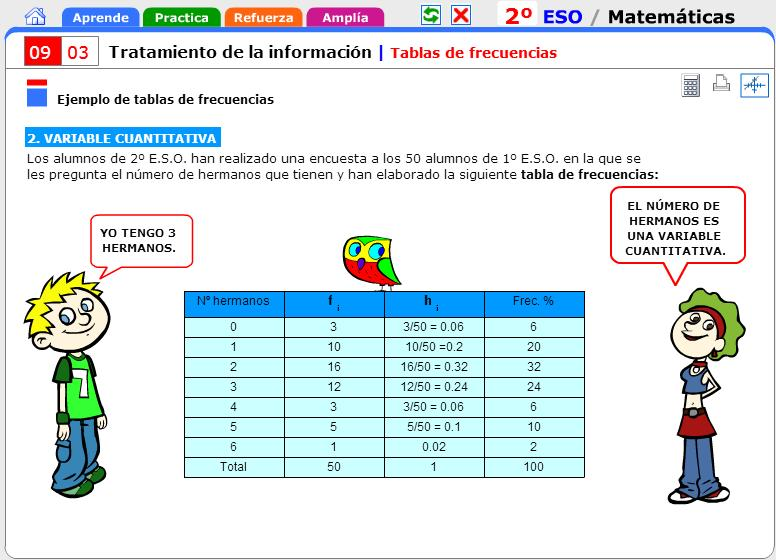 Aprende Practica Refuerza Amplía 2º ESO / Matemáticas
09 03 Tratamiento de la información | Tablas de frecuencias
Ejemplo de tablas de frecuencias
2. VARIABLE CUANTITATIVA
Los alumnos de 2º E.S.O. han realizado una encuesta a los 50 alumnos de 1º E.S.O. en la que se
les pregunta el número de hermanos que tienen y han elaborado la siguiente tabla de frecuencias:
YO TENGO 3
HERMANOS.
EL NÚMERO DE
HERMANOS ES
UNA VARIABLE
CUANTITATIVA.
Nº hermanos f i h i Frec. %
0 3 3/50 = 0.06 6
1 10 10/50 =0.2 20
2 16 16/50 = 0.32 32
3 12 12/50 = 0.24 24
4 3 3/50 = 0.06 6
5 5 5/50 = 0.1 10
6 1 0.02 2
Total 50 1 100